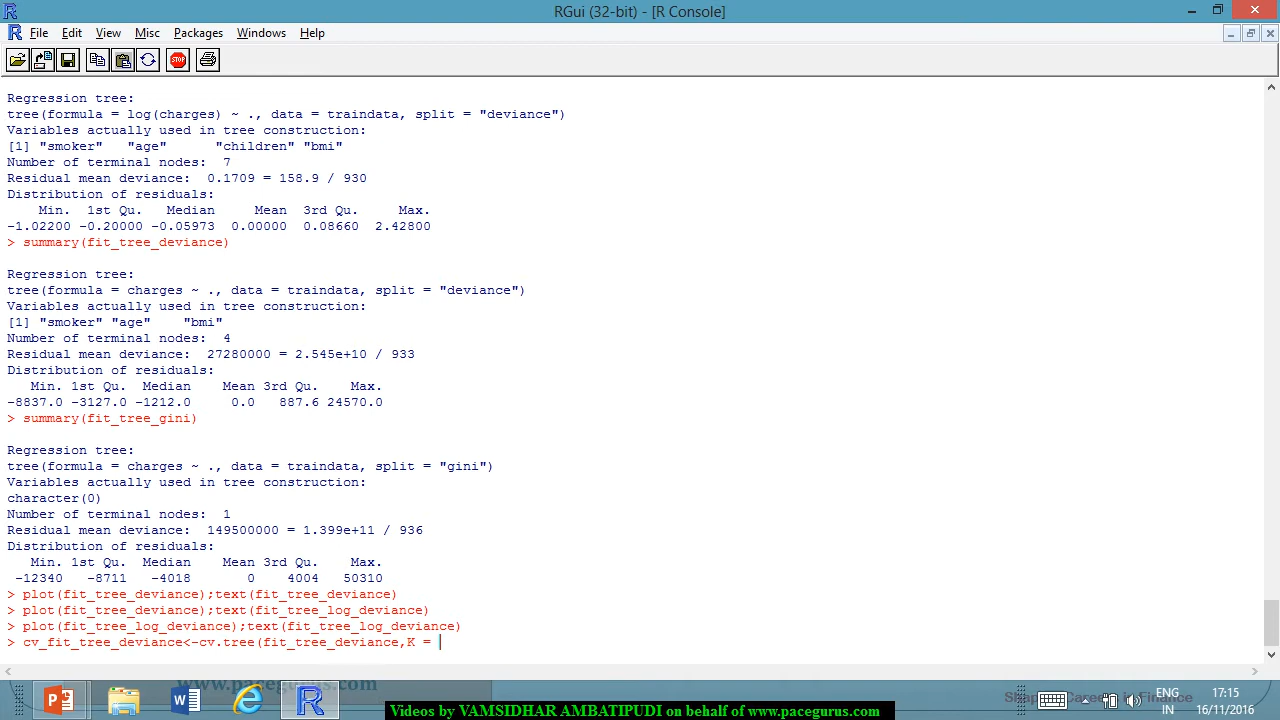 RGui (32-bit) - [R Console]
File Edit View Misc Packages Windows Help
STOP
Regression tree:
tree(formula = log(charges) ~ ., data = traindata, split = "deviance")
Variables actually used in tree construction:
[1] "smoker"   "age"      "children" "bmi"
Number of terminal nodes:  7
Residual mean deviance:  0.1709 = 158.9 / 930
Distribution of residuals:
    Min.  1st Qu.   Median     Mean  3rd Qu.     Max.
-1.02200 -0.20000 -0.05973  0.00000  0.08660  2.42800
> summary(fit_tree_deviance)
Regression tree:
tree(formula = charges ~ ., data = traindata, split = "deviance")
Variables actually used in tree construction:
[1] "smoker" "age"    "bmi"
Number of terminal nodes:  4
Residual mean deviance:  27280000 = 2.545e+10 / 933
Distribution of residuals:
   Min. 1st Qu.  Median    Mean 3rd Qu.    Max.
-8837.0 -3127.0 -1212.0     0.0   887.6 24570.0
> summary(fit_tree_gini)
Regression tree:
tree(formula = charges ~ ., data = traindata, split = "gini")
Variables actually used in tree construction:
character(0)
Number of terminal nodes:  1
Residual mean deviance:  149500000 = 1.399e+11 / 936
Distribution of residuals:
   Min. 1st Qu.  Median    Mean 3rd Qu.    Max.
 -12340   -8711   -4018       0    4004   50310
> plot(fit_tree_deviance);text(fit_tree_deviance)
> plot(fit_tree_deviance);text(fit_tree_log_deviance)
> plot(fit_tree_log_deviance);text(fit_tree_log_deviance)
> cv_fit_tree_deviance<-cv.tree(fit_tree_deviance,K =
www.pacegurus.com
in Finance
ENG
IN
17:15
16/11/2016
Videos by VAMSIDHAR AMBATIPUDI on behalf of www.pacegurus.com